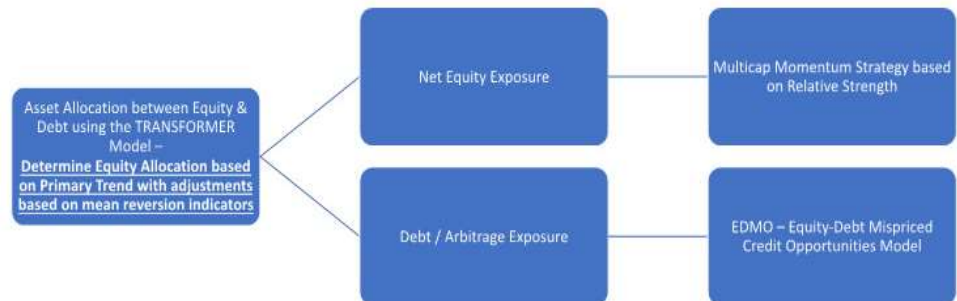 Asset Allocation between Equity &
Debt using the TRANSFORMER
Model –
Determine Equity Allocation based
on Primary Trend with adjustments
based on mean reversion indicators
Net Equity Exposure
Multicap Momentum Strategy based
on Relative Strength
Debt / Arbitrage Exposure
EDMO – Equity-Debt Mispriced
Credit Opportunities Model